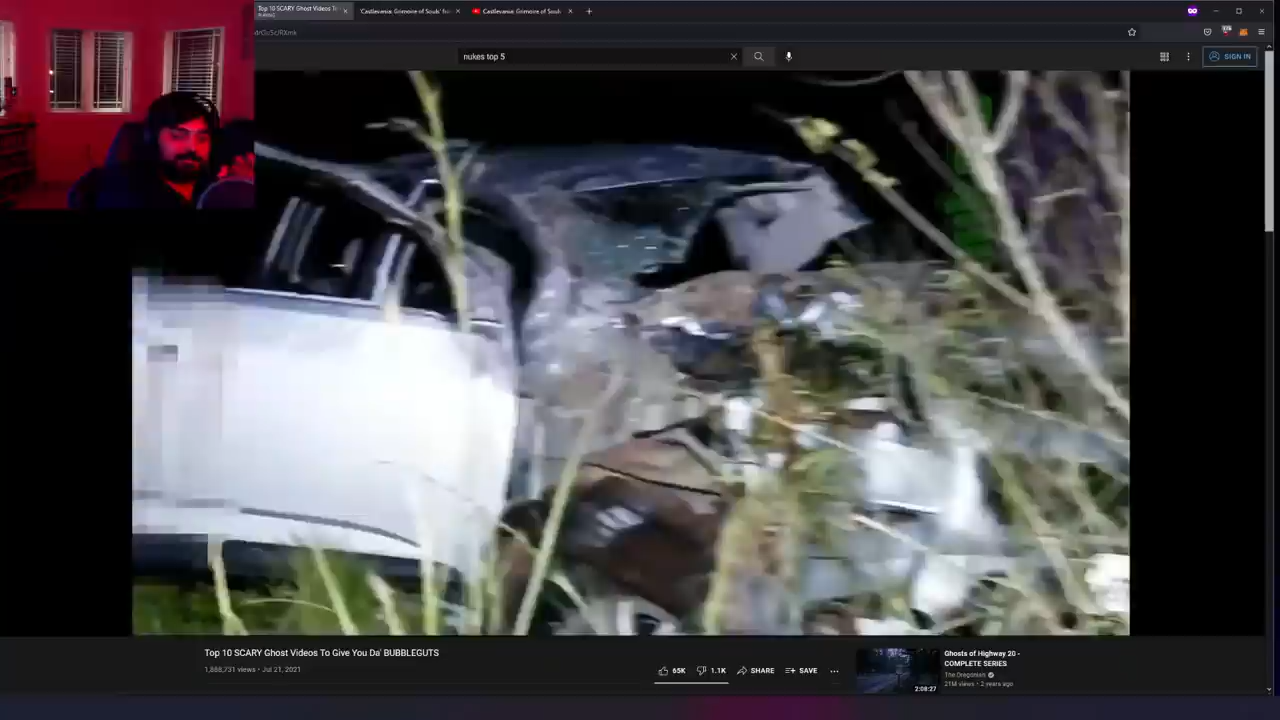 Top 10 SCARY Ghost Videos To
'Castlevania: Grimoire of Souls' fro
Castlevania: Grimoire of Souls
nukes top 5
SIGN IN
Top 10 SCARY Ghost Videos To Give You Da' BUBBLEGUTS
1,888,731 views • Jul 21, 2021
65K
1.1K
SHARE
SAVE
Ghosts of Highway 20 -
COMPLETE SERIES
The Oregonian
21M views • 2 years ago
2:08:27